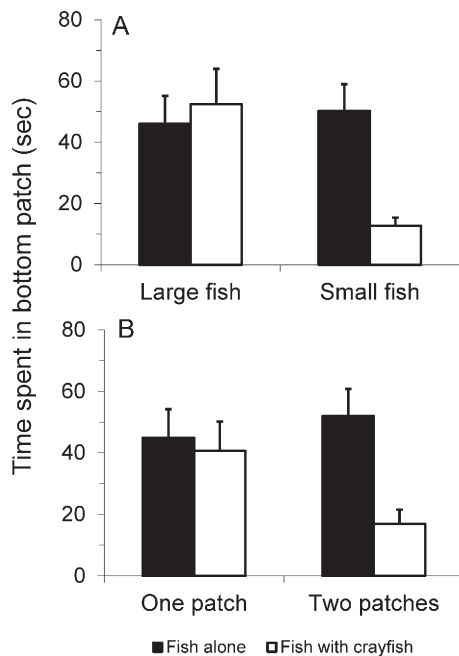 Time spent in bottom patch (sec)
A
80
60
40
20
0
Large fish Small fish
B
80
60
40
20
0
One patch Two patches
Fish alone Fish with crayfish